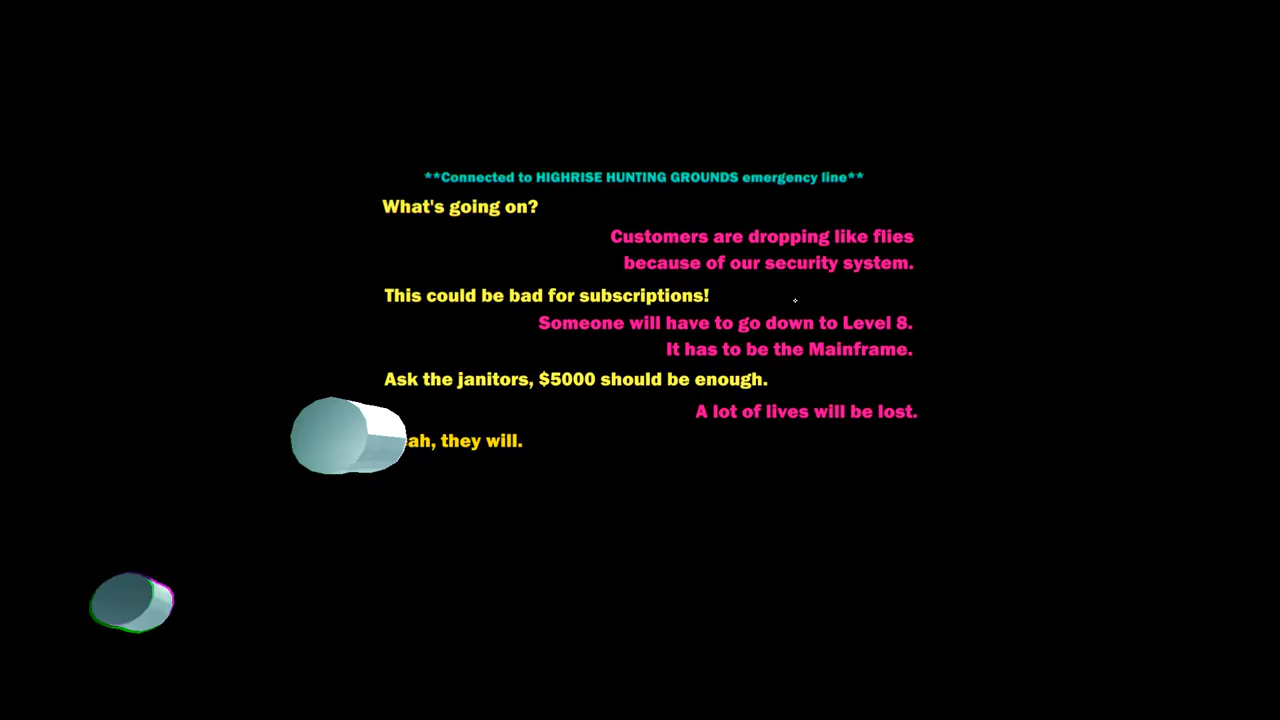 **Connected to HIGHRISE HUNTING GROUNDS emergency line**
What's going on?
Customers are dropping like flies
because of our security system.
This could be bad for subscriptions!
Someone will have to go down to Level 8.
It has to be the Mainframe.
Ask the janitors, $5000 should be enough.
A lot of lives will be lost.
they will.